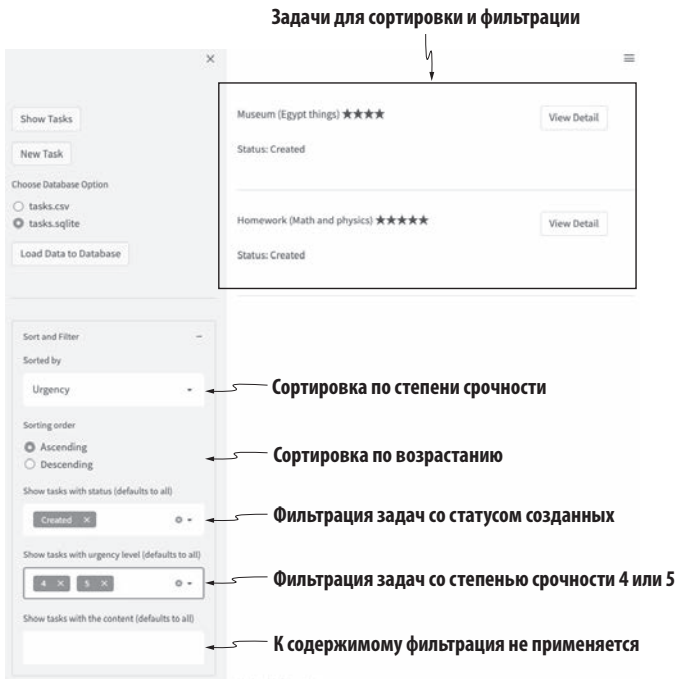 Задачи для сортировки и фильтрации
Show Tasks
New Task
Choose Database Option
tasks.csv
tasks.sqlite
Load Data to Database
Museum (Egypt things) ★★★★
View Detail
Status: Created
Homework (Math and physics) ★★★★★
View Detail
Status: Created
Sort and Filter
Sorted by
Urgency
Сортировка по степени срочности
Sorting order
Ascending
Descending
Сортировка по возрастанию
Show tasks with status (defaults to all)
Created ×
Фильтрация задач со статусом созданных
Show tasks with urgency level (defaults to all)
4 × 5 ×
Фильтрация задач со степенью срочности 4 или 5
Show tasks with the content (defaults to all)
К содержимому фильтрация не применяется